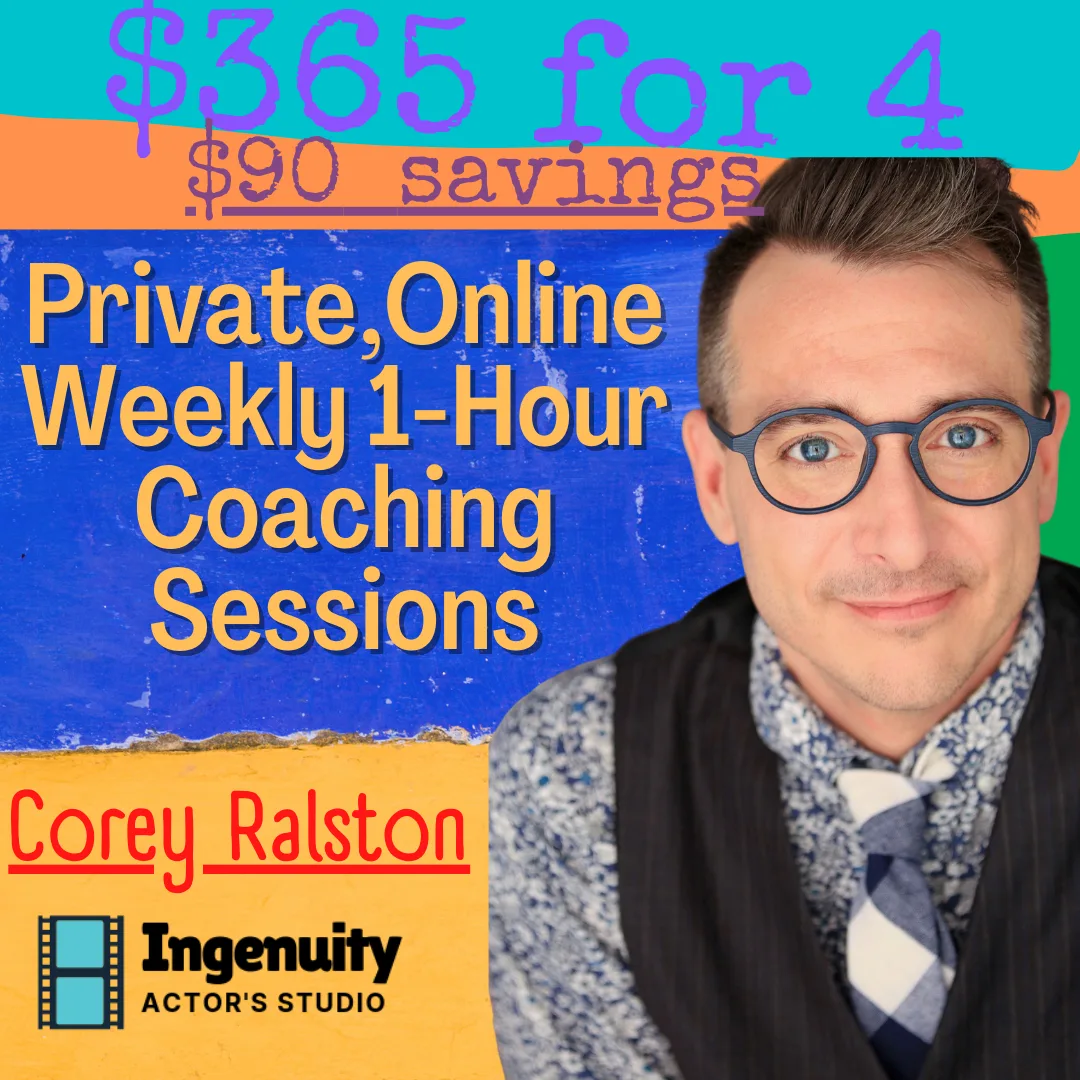 $365 for 4
$90 savings
Private,Online
Weekly 1-Hour
Coaching
Sessions
Corey Ralston
Ingenuity
ACTOR'S STUDIO